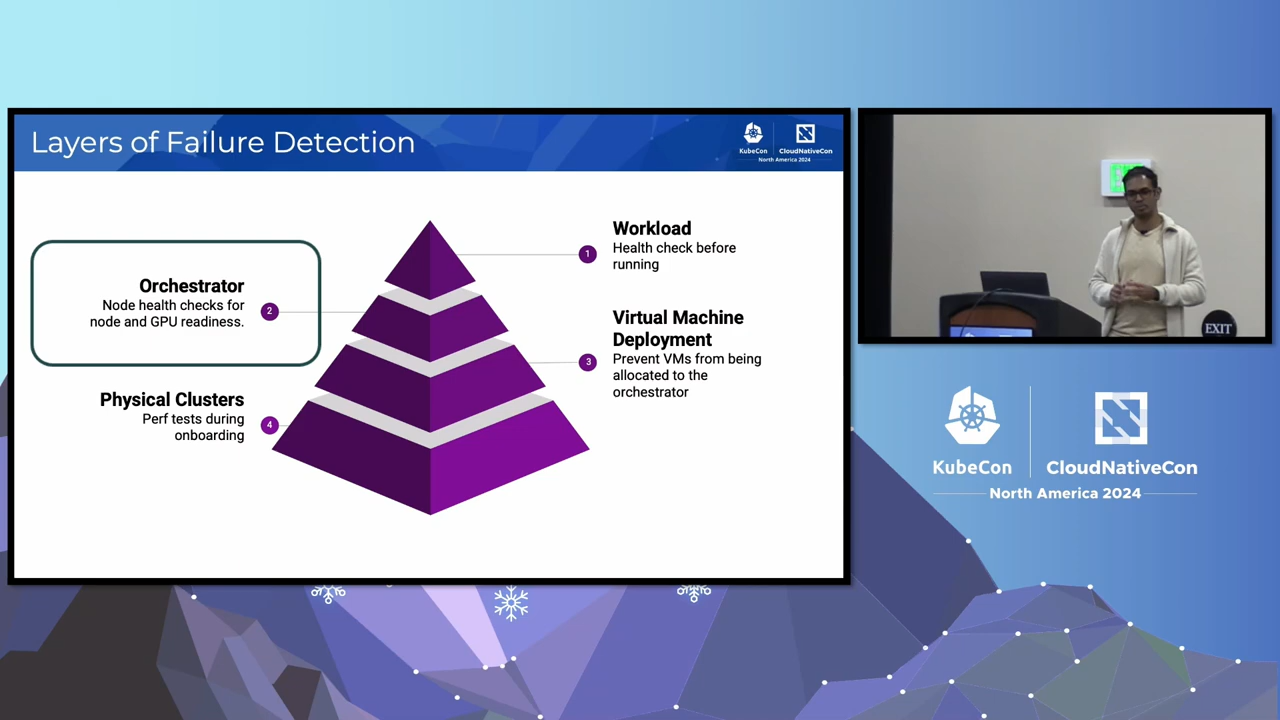 Layers of Failure Detection
KubeCon
CloudNativeCon
North America 2024
1
Workload
Health check before
running
Orchestrator
2
Node health checks for
node and GPU readiness.
Virtual Machine
Deployment
3
Prevent VMs from being
allocated to the
orchestrator
Physical Clusters
4
Perf tests during
onboarding
EXIT
KubeCon
CloudNativeCon
North America 2024